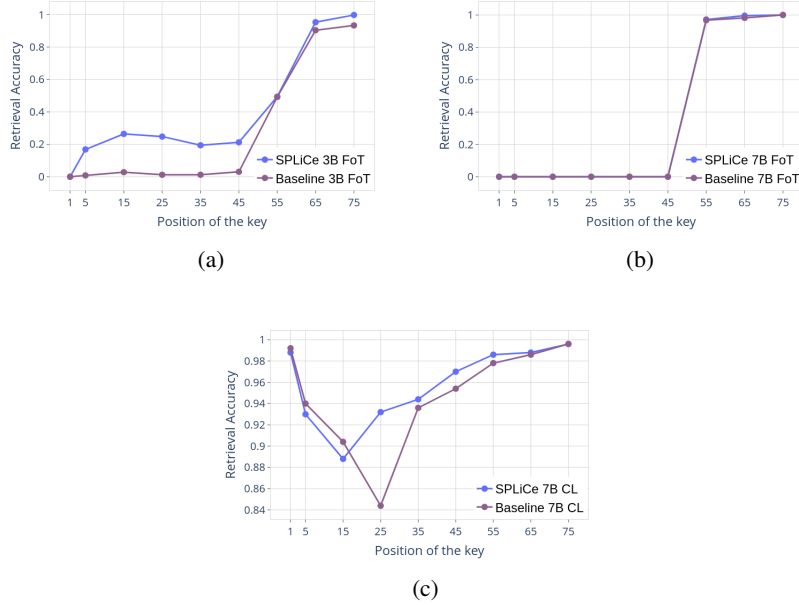 1
0.8
0.6
0.4
0.2
0
Retrieval Accuracy
SPLiCe 3B FoT
Baseline 3B FoT
1 5 15 25 35 45 55 65 75
Position of the key
(a)
1
0.8
0.6
0.4
0.2
0
Retrieval Accuracy
SPLiCe 7B FoT
Baseline 7B FoT
1 5 15 25 35 45 55 65 75
Position of the key
(b)
1
0.98
0.96
0.94
0.92
0.9
0.88
0.86
0.84
Retrieval Accuracy
SPLiCe 7B CL
Baseline 7B CL
1 5 15 25 35 45 55 65 75
Position of the key
(c)